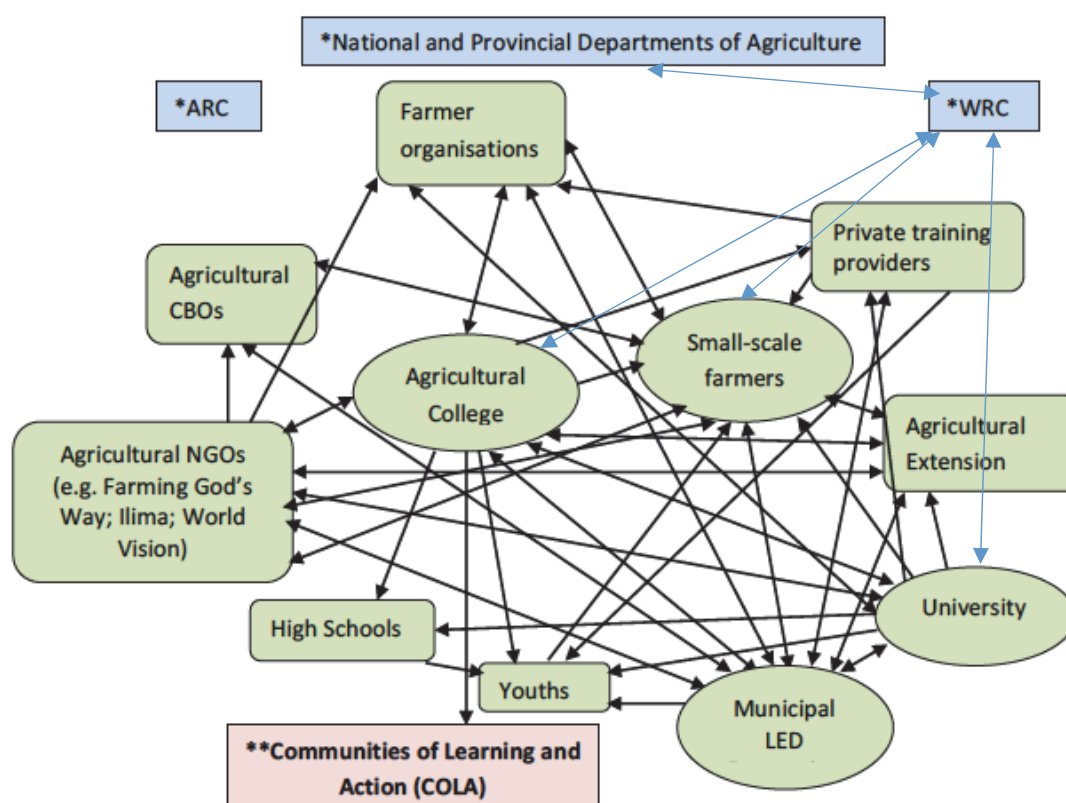 *National and Provincial Departments of Agriculture
*ARC
*WRC
Farmer
organisations
Private training
providers
Agricultural
CBOs
Small-scale
farmers
Agricultural
College
Agricultural
Extension
Agricultural NGOs
(e.g. Farming God's
Way; Ilima; World
Vision)
University
High Schools
Youths
Municipal
LED
**Communities of Learning and
Action (COLA)